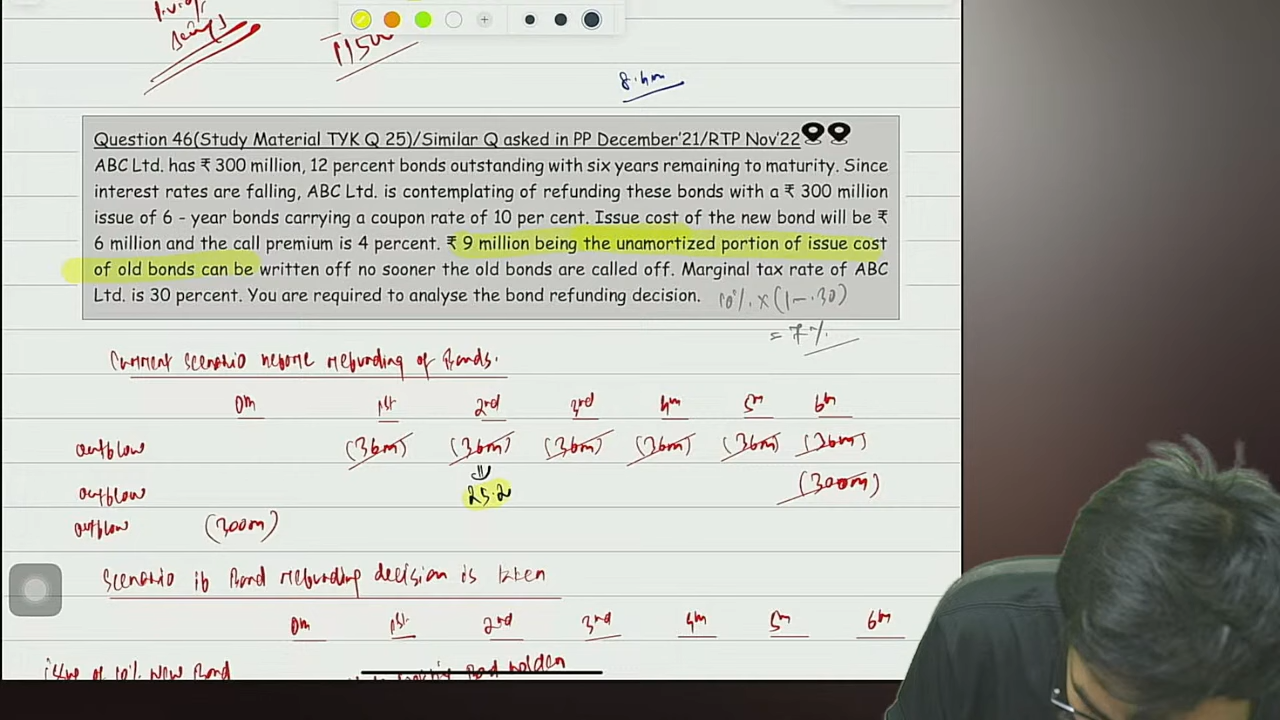 11500
8.4m
Question 46(Study Material TYK Q 25)/Similar Q asked in PP December'21/RTP Nov'22
ABC Ltd. has ₹ 300 million, 12 percent bonds outstanding with six years remaining to maturity. Since
interest rates are falling, ABC Ltd. is contemplating of refunding these bonds with a ₹ 300 million
issue of 6 - year bonds carrying a coupon rate of 10 per cent. Issue cost of the new bond will be ₹
6 million and the call premium is 4 percent. ₹ 9 million being the unamortized portion of issue cost
of old bonds can be written off no sooner the old bonds are called off. Marginal tax rate of ABC
Ltd. is 30 percent. You are required to analyse the bond refunding decision. 10% x (1-.30)
= 7%
Current scenario before refunding of Bonds.
0th 1st 2nd 3rd 4th 5th 6th
outflow (36m) (36m) (36m) (36m) (36m) (36m)
25.2
outflow (300m)
outflow (300m)
Scenario if Bond refunding decision is taken
0th 1st 2nd 3rd 4th 5th 6th
issue of 10% New Bond